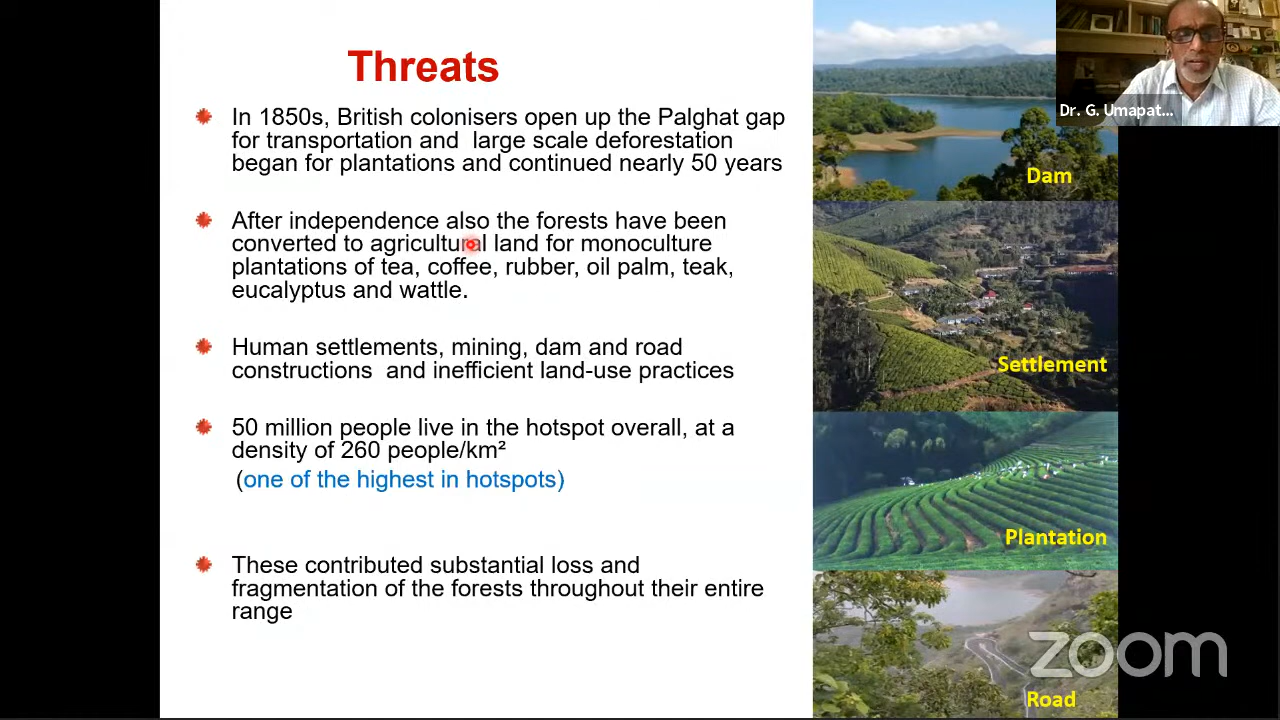 Threats
In 1850s, British colonisers open up the Palghat gap
for transportation and large scale deforestation
began for plantations and continued nearly 50 years
After independence also the forests have been
converted to agricultural land for monoculture
plantations of tea, coffee, rubber, oil palm, teak,
eucalyptus and wattle.
Human settlements, mining, dam and road
constructions and inefficient land-use practices
50 million people live in the hotspot overall, at a
density of 260 people/km²
(one of the highest in hotspots)
These contributed substantial loss and
fragmentation of the forests throughout their entire
range
Dr. G. Umapat...
Dam
Settlement
Plantation
Road
zoom